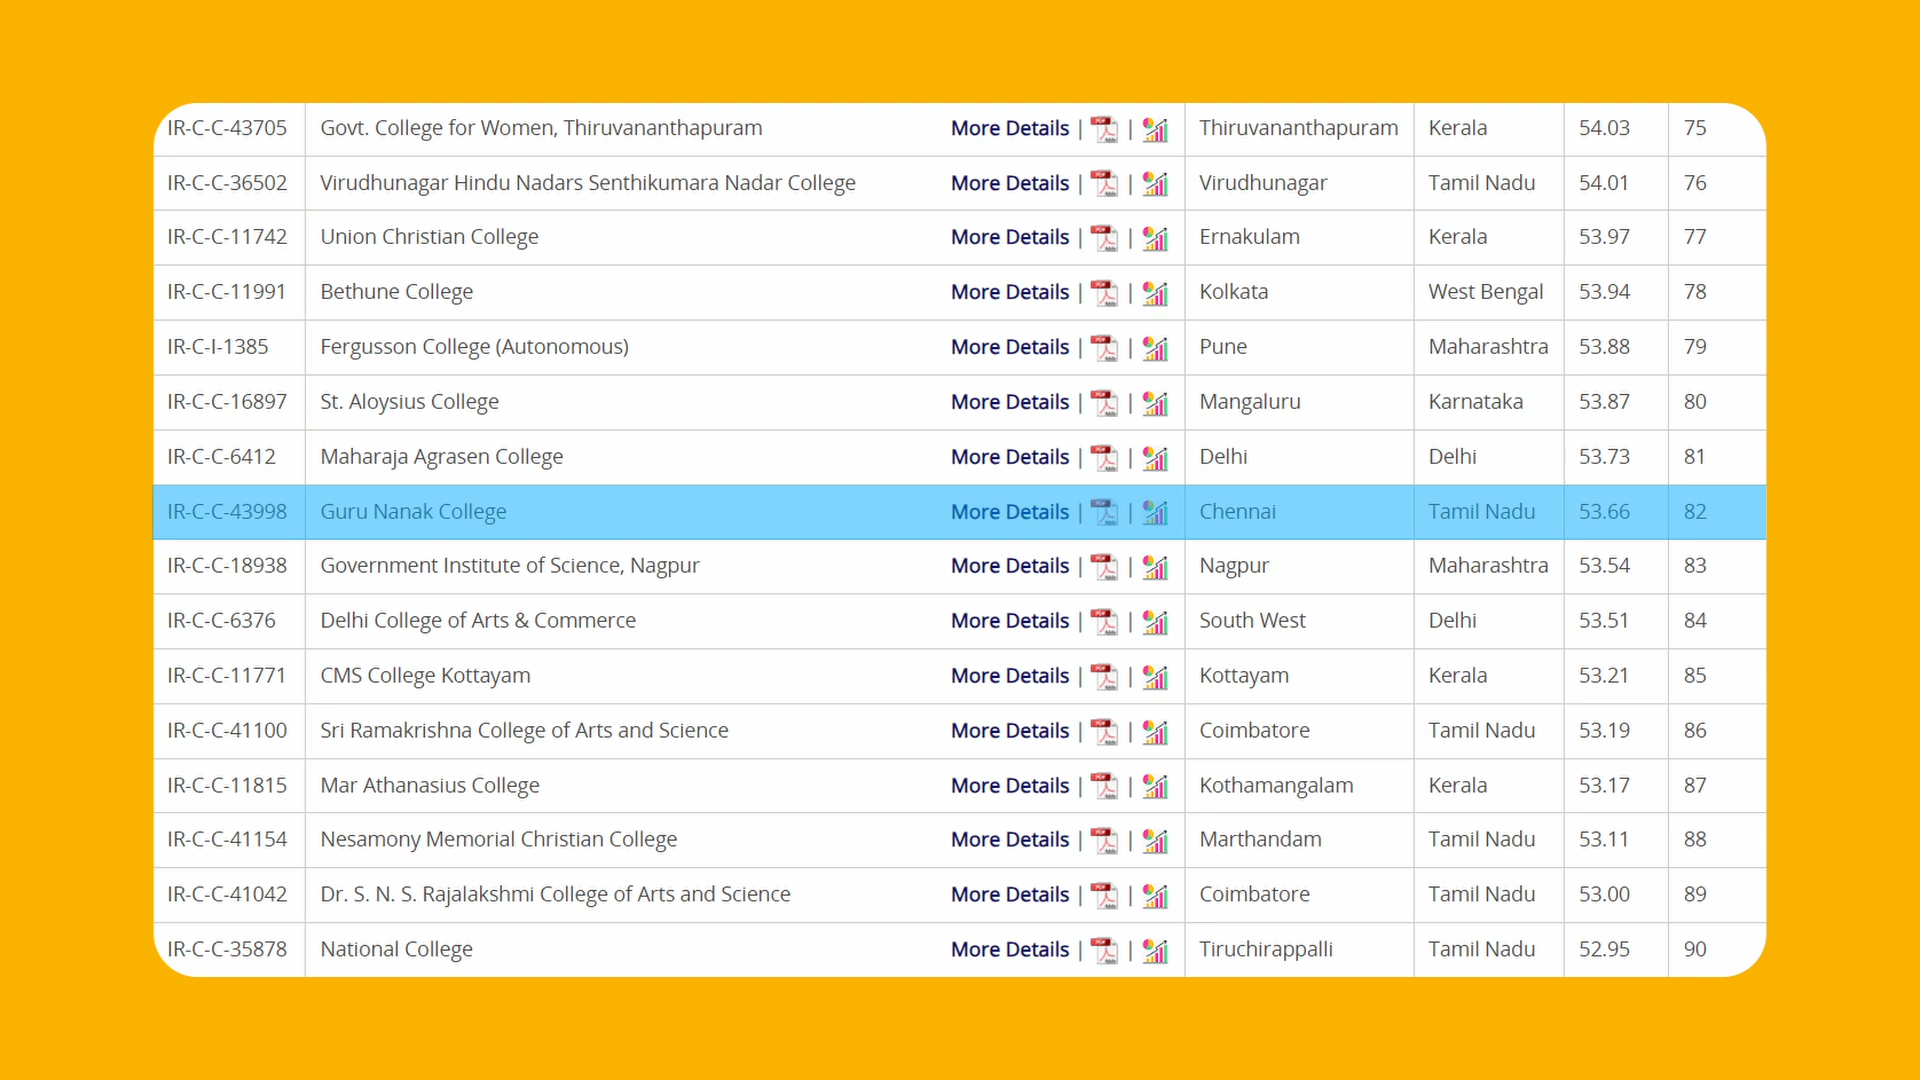 IR-C-C-43705 Govt. College for Women, Thiruvananthapuram More Details | | Thiruvananthapuram Kerala 54.03 75
IR-C-C-36502 Virudhunagar Hindu Nadars Senthikumara Nadar College More Details | | Virudhunagar Tamil Nadu 54.01 76
IR-C-C-11742 Union Christian College More Details | | Ernakulam Kerala 53.97 77
IR-C-C-11991 Bethune College More Details | | Kolkata West Bengal 53.94 78
IR-C-I-1385 Fergusson College (Autonomous) More Details | | Pune Maharashtra 53.88 79
IR-C-C-16897 St. Aloysius College More Details | | Mangaluru Karnataka 53.87 80
IR-C-C-6412 Maharaja Agrasen College More Details | | Delhi Delhi 53.73 81
IR-C-C-43998 Guru Nanak College More Details | | Chennai Tamil Nadu 53.66 82
IR-C-C-18938 Government Institute of Science, Nagpur More Details | | Nagpur Maharashtra 53.54 83
IR-C-C-6376 Delhi College of Arts & Commerce More Details | | South West Delhi 53.51 84
IR-C-C-11771 CMS College Kottayam More Details | | Kottayam Kerala 53.21 85
IR-C-C-41100 Sri Ramakrishna College of Arts and Science More Details | | Coimbatore Tamil Nadu 53.19 86
IR-C-C-11815 Mar Athanasius College More Details | | Kothamangalam Kerala 53.17 87
IR-C-C-41154 Nesamony Memorial Christian College More Details | | Marthandam Tamil Nadu 53.11 88
IR-C-C-41042 Dr. S. N. S. Rajalakshmi College of Arts and Science More Details | | Coimbatore Tamil Nadu 53.00 89
IR-C-C-35878 National College More Details | | Tiruchirappalli Tamil Nadu 52.95 90